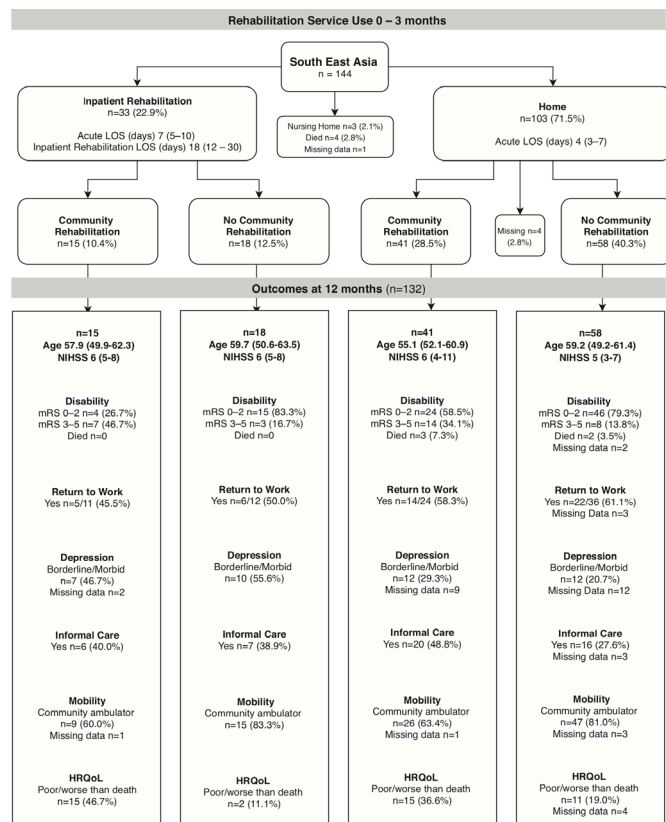 Rehabilitation Service Use 0 – 3 months
South East Asia
n = 144
Inpatient Rehabilitation
n=33 (22.9%)
Acute LOS (days) 7 (5–10)
Inpatient Rehabilitation LOS (days) 18 (12 – 30)
Nursing Home n=3 (2.1%)
Died n=4 (2.8%)
Missing data n=1
Home
n=103 (71.5%)
Acute LOS (days) 4 (3–7)
Community
Rehabilitation
n=15 (10.4%)
No Community
Rehabilitation
n=18 (12.5%)
Community
Rehabilitation
n=41 (28.5%)
Missing n=4
(2.8%)
No Community
Rehabilitation
n=58 (40.3%)
Outcomes at 12 months (n=132)
n=15
Age 57.9 (49.9-62.3)
NIHSS 6 (5-8)
Disability
mRS 0–2 n=4 (26.7%)
mRS 3–5 n=7 (46.7%)
Died n=0
Return to Work
Yes n=5/11 (45.5%)
Depression
Borderline/Morbid
n=7 (46.7%)
Missing data n=2
Informal Care
Yes n=6 (40.0%)
Mobility
Community ambulator
n=9 (60.0%)
Missing data n=1
HRQoL
Poor/worse than death
n=15 (46.7%)
n=18
Age 59.7 (50.6-63.5)
NIHSS 6 (5-8)
Disability
mRS 0–2 n=15 (83.3%)
mRS 3–5 n=3 (16.7%)
Died n=0
Return to Work
Yes n=6/12 (50.0%)
Depression
Borderline/Morbid
n=10 (55.6%)
Informal Care
Yes n=7 (38.9%)
Mobility
Community ambulator
n=15 (83.3%)
HRQoL
Poor/worse than death
n=2 (11.1%)
n=41
Age 55.1 (52.1-60.9)
NIHSS 6 (4-11)
Disability
mRS 0–2 n=24 (58.5%)
mRS 3–5 n=14 (34.1%)
Died n=3 (7.3%)
Return to Work
Yes n=14/24 (58.3%)
Depression
Borderline/Morbid
n=12 (29.3%)
Missing data n=9
Informal Care
Yes n=20 (48.8%)
Mobility
Community ambulator
n=26 (63.4%)
Missing data n=1
HRQoL
Poor/worse than death
n=15 (36.6%)
n=58
Age 59.2 (49.2-61.4)
NIHSS 5 (3-7)
Disability
mRS 0–2 n=46 (79.3%)
mRS 3–5 n=8 (13.8%)
Died n=2 (3.5%)
Missing data n=2
Return to Work
Yes n=22/36 (61.1%)
Missing Data n=3
Depression
Borderline/Morbid
n=12 (20.7%)
Missing Data n=12
Informal Care
Yes n=16 (27.6%)
Missing data n=3
Mobility
Community ambulator
n=47 (81.0%)
Missing data n=3
HRQoL
Poor/worse than death
n=11 (19.0%)
Missing data n=4